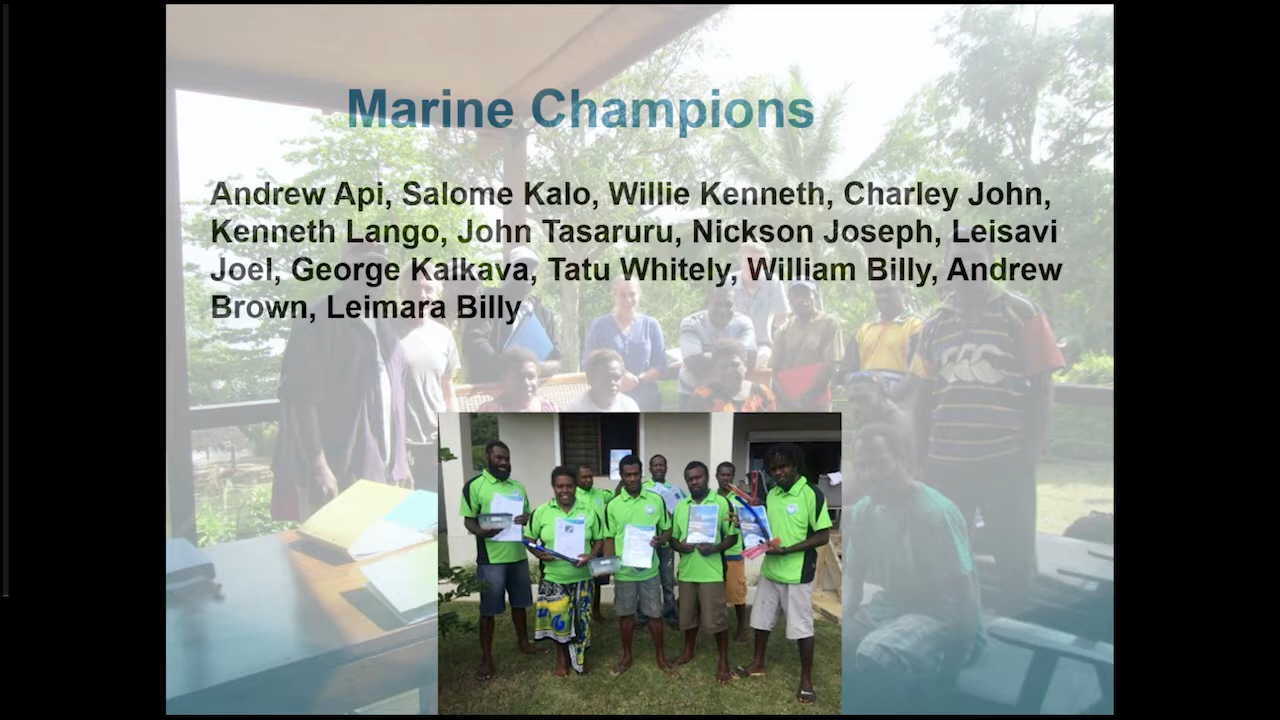 Marine Champions
Andrew Api, Salome Kalo, Willie Kenneth, Charley John,
Kenneth Lango, John Tasaruru, Nickson Joseph, Leisavi
Joel, George Kalkava, Tatu Whitely, William Billy, Andrew
Brown, Leimara Billy